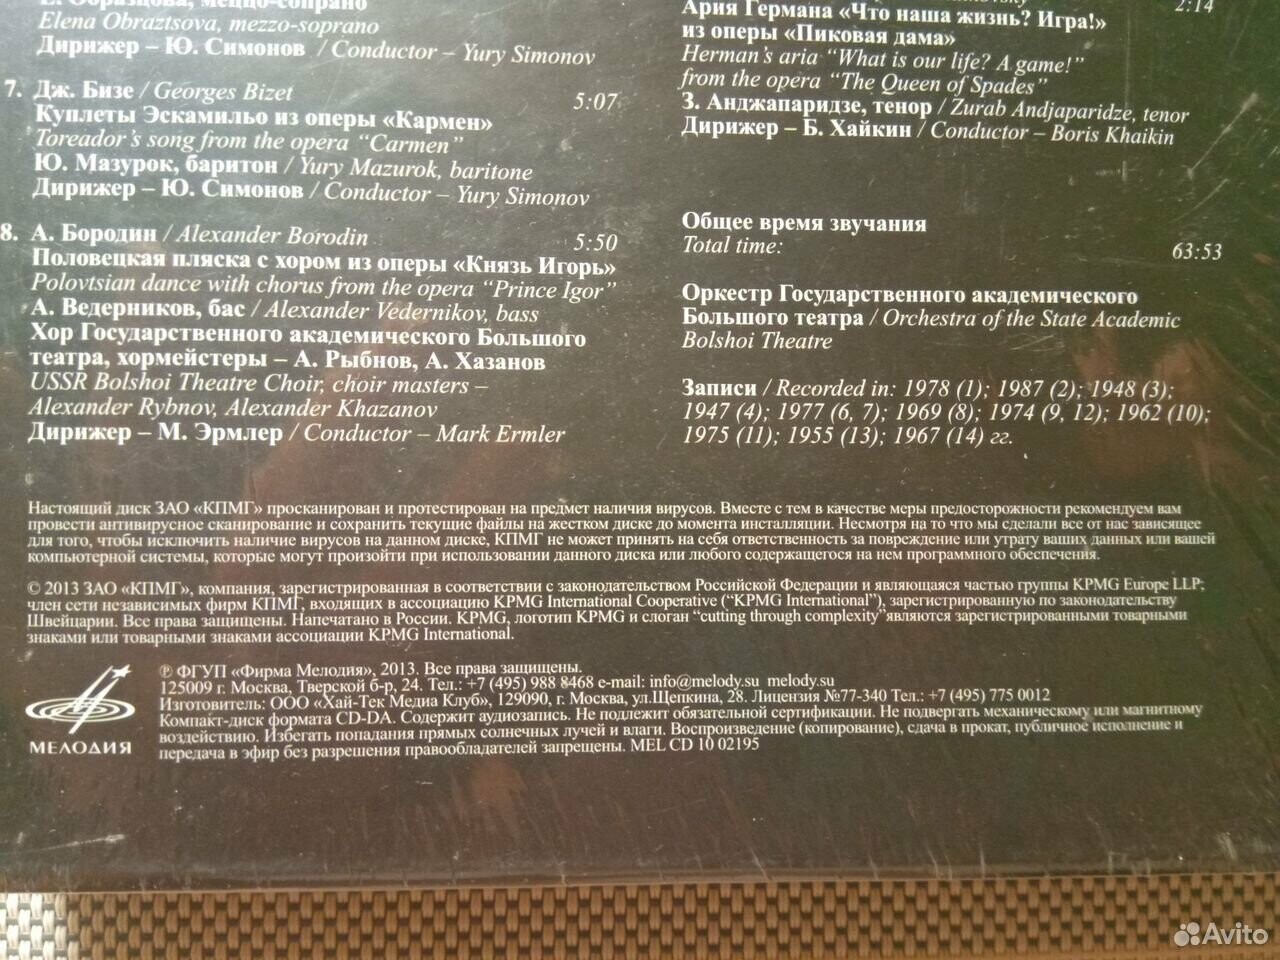 Е. Образцова, меццо-сопрано
Elena Obraztsova, mezzo-soprano
Дирижер – Ю. Симонов / Conductor – Yury Simonov
7. Дж. Бизе / Georges Bizet 5:07
Куплеты Эскамильо из оперы «Кармен»
Toreador's song from the opera "Carmen"
Ю. Мазурок, баритон / Yury Mazurok, baritone
Дирижер – Ю. Симонов / Conductor – Yury Simonov
8. А. Бородин / Alexander Borodin 5:50
Половецкая пляска с хором из оперы «Князь Игорь»
Polovtsian dance with chorus from the opera "Prince Igor"
А. Ведерников, бас / Alexander Vedernikov, bass
Хор Государственного академического Большого
театра, хормейстеры – А. Рыбнов, А. Хазанов
USSR Bolshoi Theatre Choir, choir masters –
Alexander Rybnov, Alexander Khazanov
Дирижер – М. Эрмлер / Conductor – Mark Ermler
2:14
Ария Германа «Что наша жизнь? Игра!»
из оперы «Пиковая дама»
Herman's aria "What is our life? A game!"
from the opera "The Queen of Spades"
З. Анджапаридзе, тенор / Zurab Andjaparidze, tenor
Дирижер – Б. Хайкин / Conductor – Boris Khaikin
Общее время звучания
Total time: 63:53
Оркестр Государственного академического
Большого театра / Orchestra of the State Academic
Bolshoi Theatre
Записи / Recorded in: 1978 (1); 1987 (2); 1948 (3);
1947 (4); 1977 (6, 7); 1969 (8); 1974 (9, 12); 1962 (10);
1975 (11); 1955 (13); 1967 (14) гг.
Настоящий диск ЗАО «КПМГ» просканирован и протестирован на предмет наличия вирусов. Вместе с тем в качестве меры предосторожности рекомендуем вам
провести антивирусное сканирование и сохранить текущие файлы на жестком диске до момента инсталляции. Несмотря на то что мы сделали все от нас зависящее
для того, чтобы исключить наличие вирусов на данном диске, КПМГ не может принять на себя ответственность за повреждение или утрату ваших данных или вашей
компьютерной системы, которые могут произойти при использовании данного диска или любого содержащегося на нем программного обеспечения.
© 2013 ЗАО «КПМГ», компания, зарегистрированная в соответствии с законодательством Российской Федерации и являющаяся частью группы KPMG Europe LLP;
член сети независимых фирм КПМГ, входящих в ассоциацию KPMG International Cooperative ("KPMG International"), зарегистрированную по законодательству
Швейцарии. Все права защищены. Напечатано в России. KPMG, логотип KPMG и слоган "cutting through complexity" являются зарегистрированными товарными
знаками или товарными знаками ассоциации KPMG International.
МЕЛОДИЯ
℗ ФГУП «Фирма Мелодия», 2013. Все права защищены.
125009 г. Москва, Тверской б-р, 24. Тел.: +7 (495) 988 8468 e-mail: info@melody.su melody.su
Изготовитель: ООО «Хай-Тек Медиа Клуб», 129090, г. Москва, ул.Щепкина, 28. Лицензия №77-340 Тел.: +7 (495) 775 0012
Компакт-диск формата CD-DA. Содержит аудиозапись. Не подлежит обязательной сертификации. Не подвергать механическому или магнитному
воздействию. Избегать попадания прямых солнечных лучей и влаги. Воспроизведение (копирование), сдача в прокат, публичное исполнение и
передача в эфир без разрешения правообладателей запрещены. MEL CD 10 02195
Avito